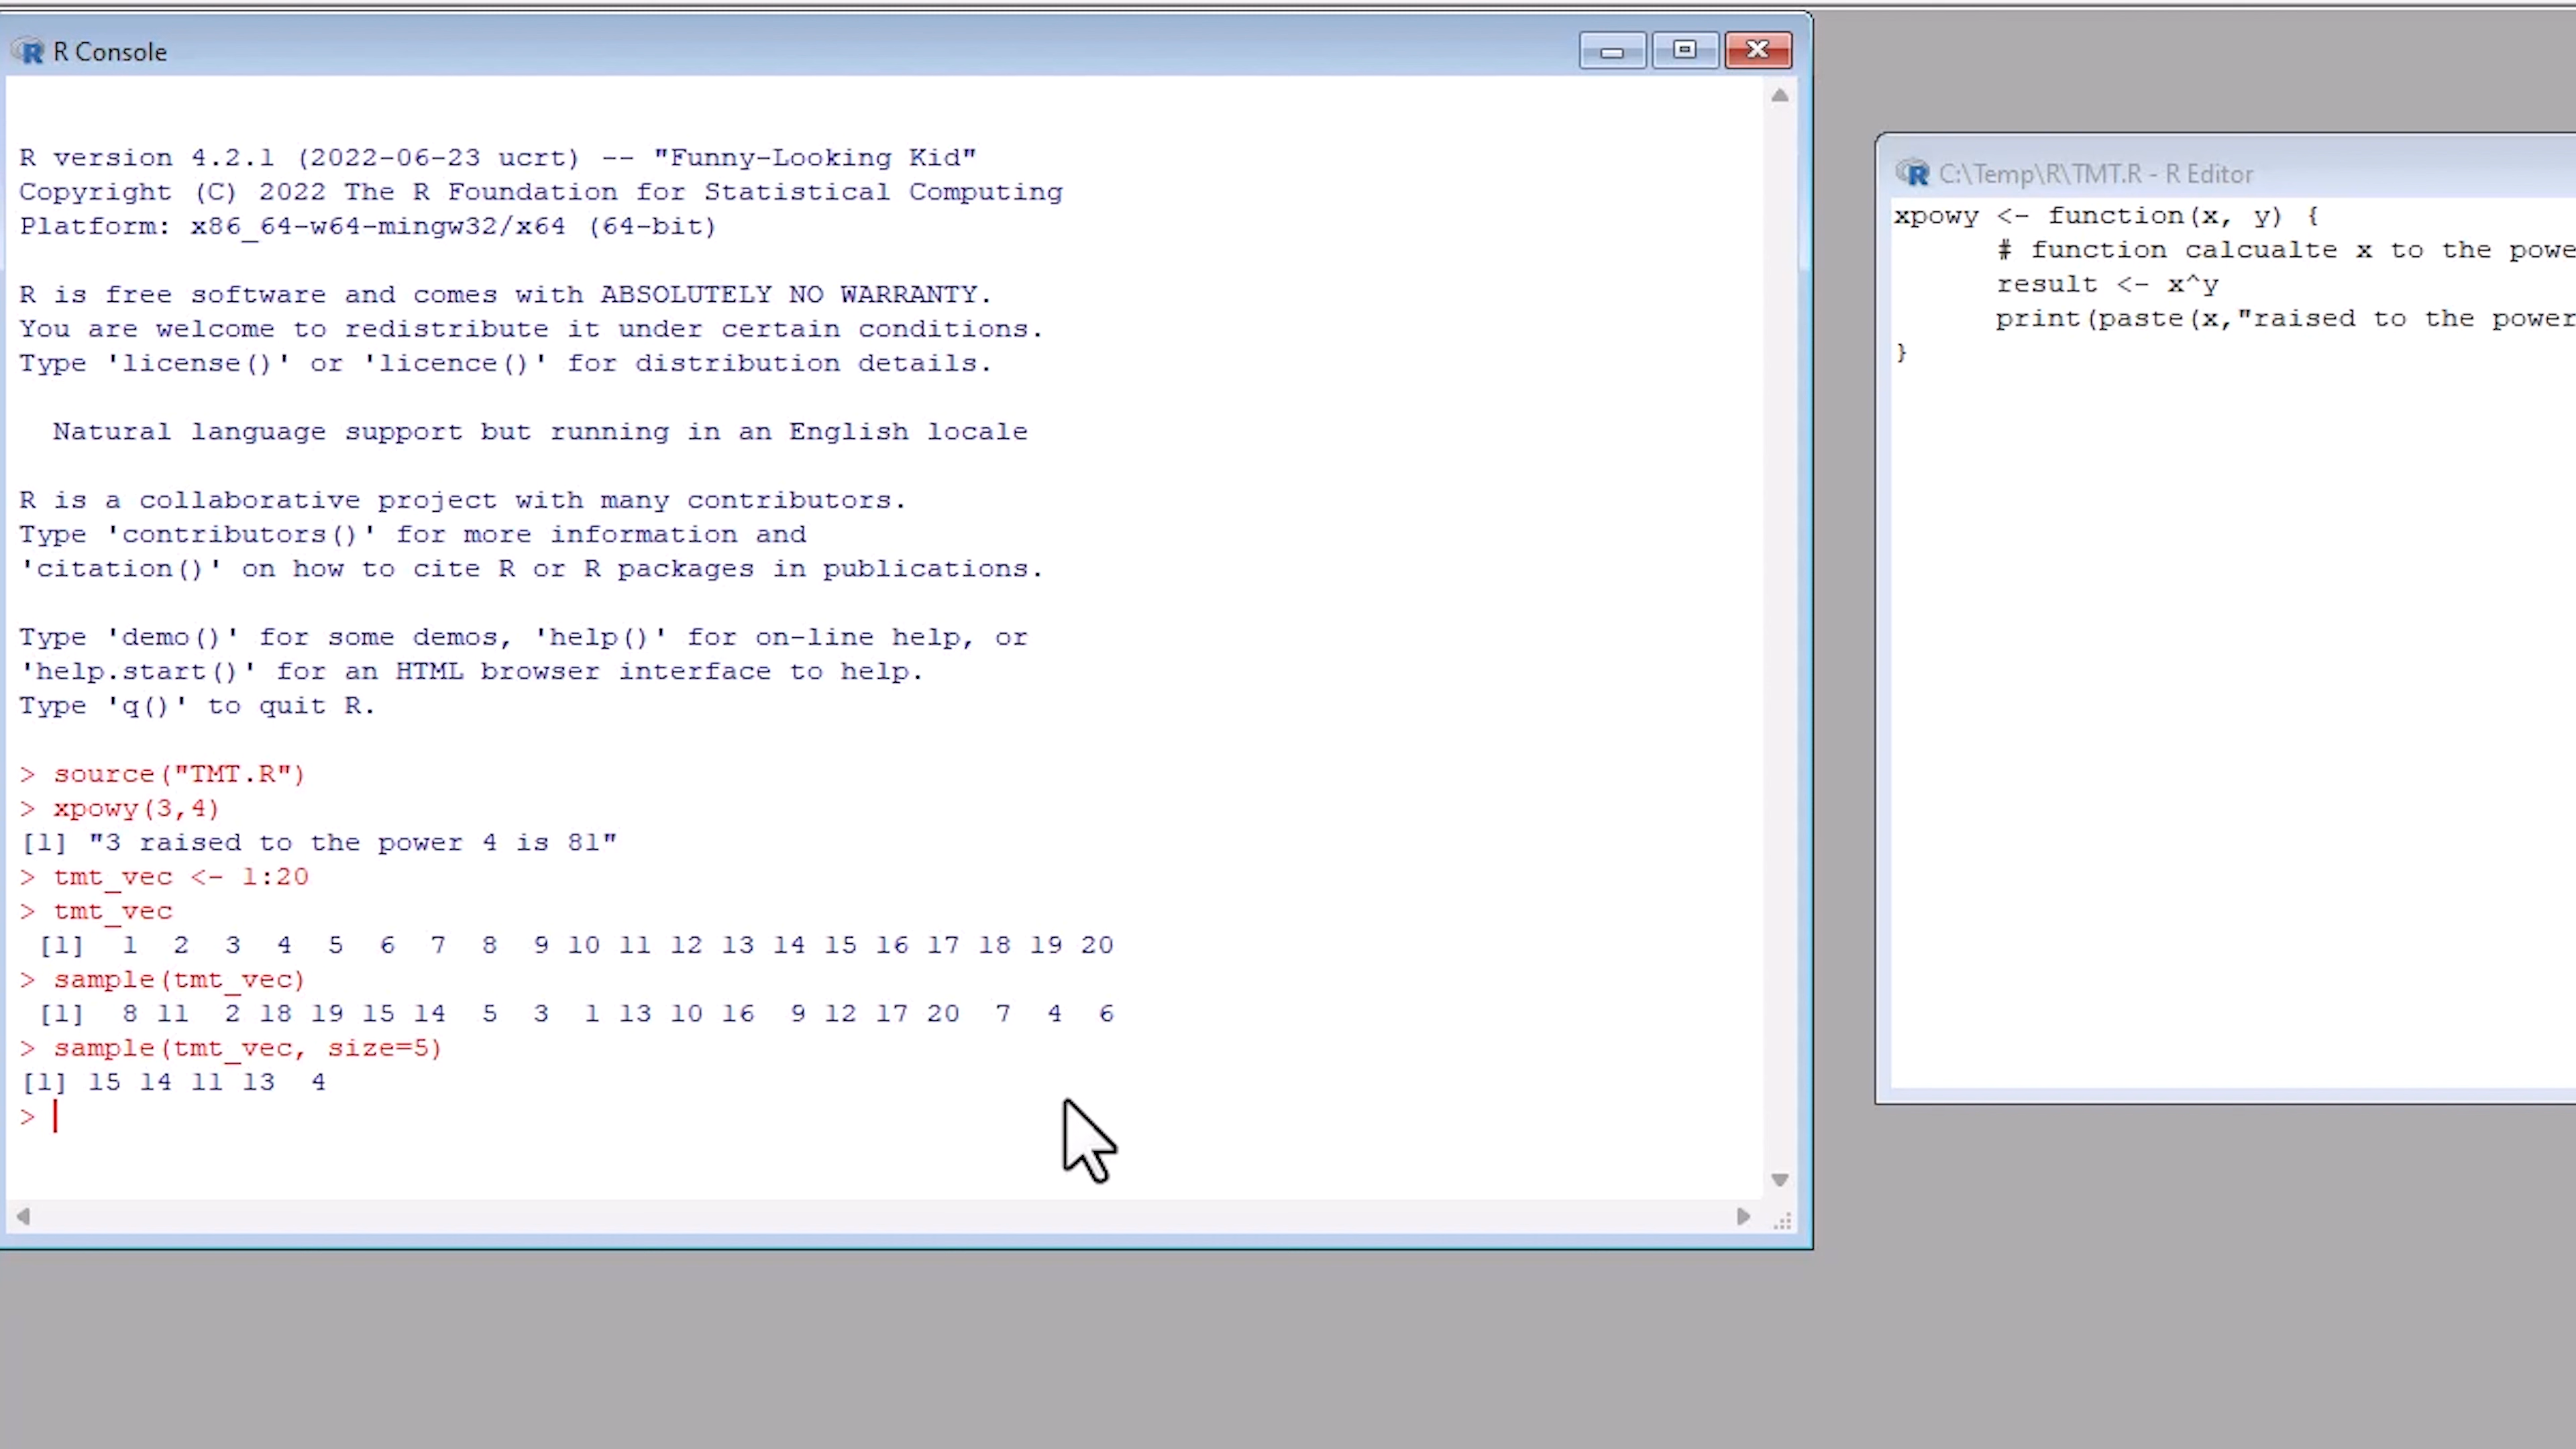 R Console
R version 4.2.1 (2022-06-23 ucrt) -- "Funny-Looking Kid"
Copyright (C) 2022 The R Foundation for Statistical Computing
Platform: x86_64-w64-mingw32/x64 (64-bit)
R is free software and comes with ABSOLUTELY NO WARRANTY.
You are welcome to redistribute it under certain conditions.
Type 'license()' or 'licence()' for distribution details.
Natural language support but running in an English locale
R is a collaborative project with many contributors.
Type 'contributors()' for more information and
'citation()' on how to cite R or R packages in publications.
Type 'demo()' for some demos, 'help()' for on-line help, or
'help.start()' for an HTML browser interface to help.
Type 'q()' to quit R.
> source("TMT.R")
> xpowy(3,4)
[1] "3 raised to the power 4 is 81"
> tmt_vec <- 1:20
> tmt_vec
[1]  1  2  3  4  5  6  7  8  9 10 11 12 13 14 15 16 17 18 19 20
> sample(tmt_vec)
[1]  8 11  2 18 19 15 14  5  3  1 13 10 16  9 12 17 20  7  4  6
> sample(tmt_vec, size=5)
[1] 15 14 11 13  4
>
C:\Temp\R\TMT.R - R Editor
xpowy <- function(x, y) {
# function calcualte x to the powe
result <- x^y
print(paste(x,"raised to the power
}